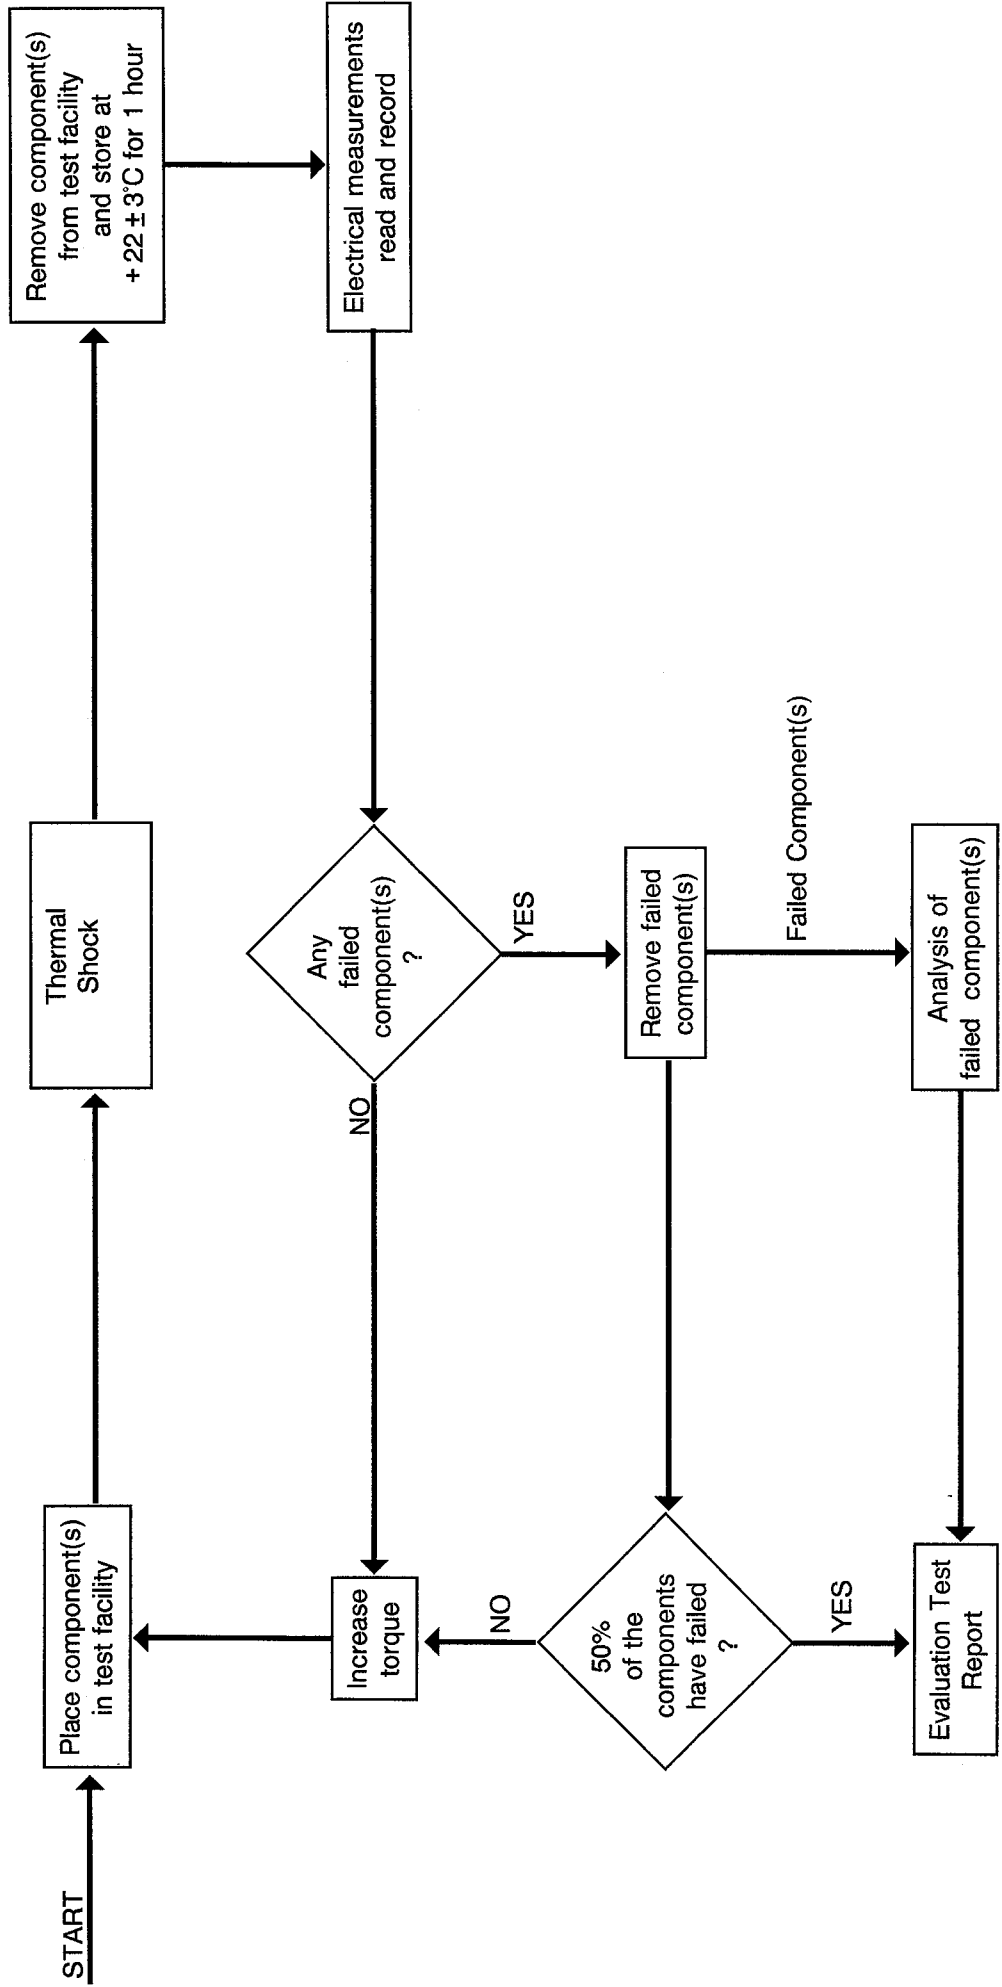 START
Place component(s)
in test facility
Thermal
Shock
Remove component(s)
from test facility
and store at
+ 22 ± 3°C for 1 hour
Electrical measurements
read and record
Any
failed
component(s)
?
NO
YES
Increase
torque
Remove failed
component(s)
Failed Component(s)
50%
of the
components
have failed
?
NO
YES
Analysis of
failed component(s)
Evaluation Test
Report